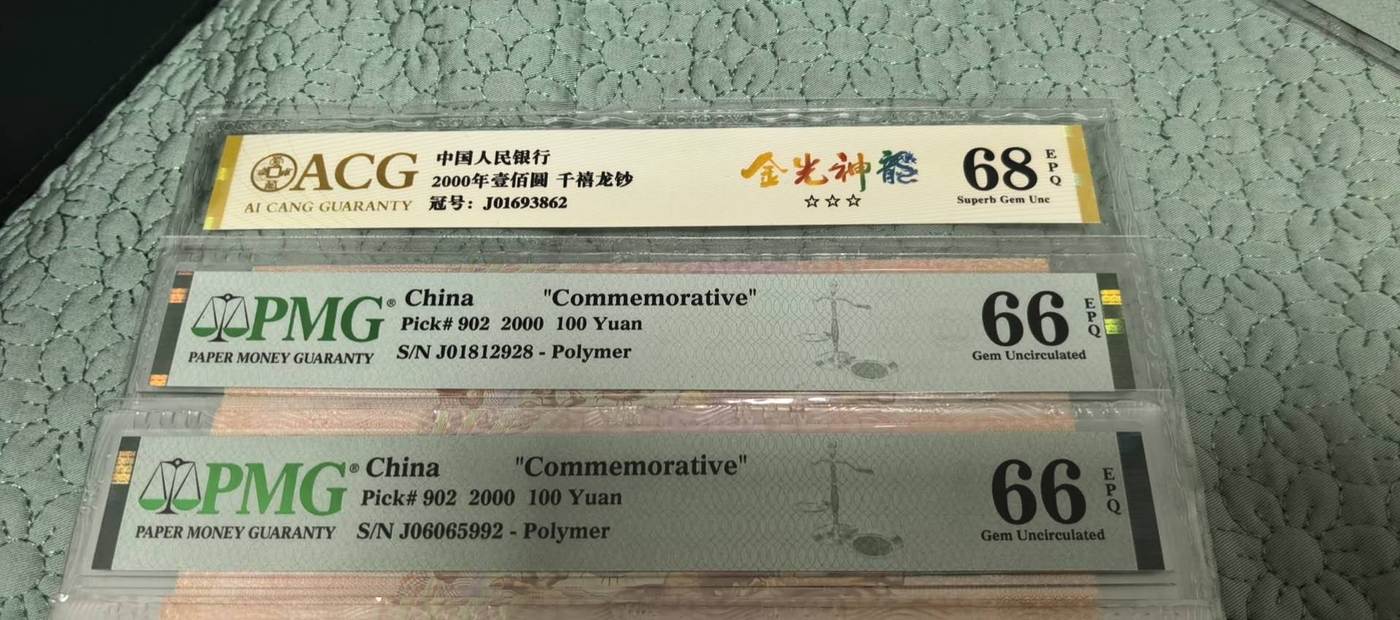 ACG
AI CANG GUARANTY
中国人民银行
2000年壹佰圆 千禧龙钞
冠号：J01693862
金光神龍
☆☆☆
68
EPQ
Superb Gem Unc
PMG®
PAPER MONEY GUARANTY
China "Commemorative"
Pick# 902 2000 100 Yuan
S/N J01812928 - Polymer
66
EPQ
Gem Uncirculated
PMG®
PAPER MONEY GUARANTY
China "Commemorative"
Pick# 902 2000 100 Yuan
S/N J06065992 - Polymer
66
EPQ
Gem Uncirculated